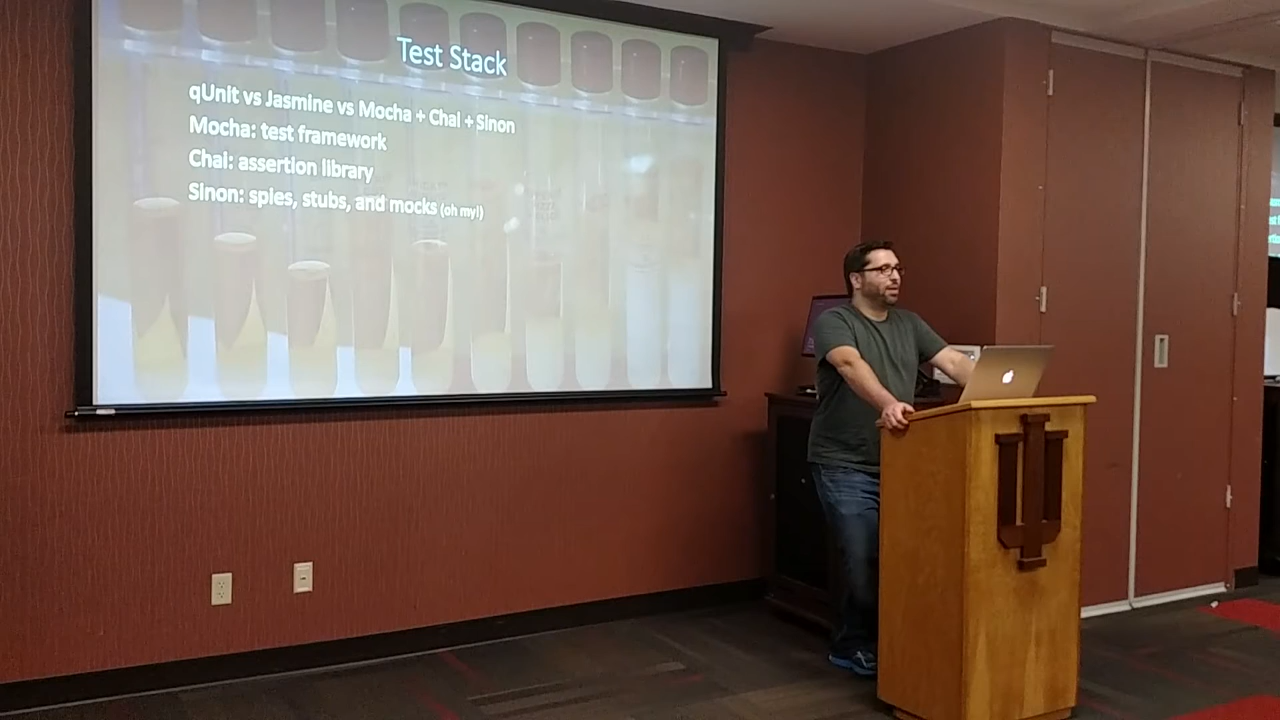 Test Stack
qUnit vs Jasmine vs Mocha + Chai + Sinon
Mocha: test framework
Chai: assertion library
Sinon: spies, stubs, and mocks (oh my!)